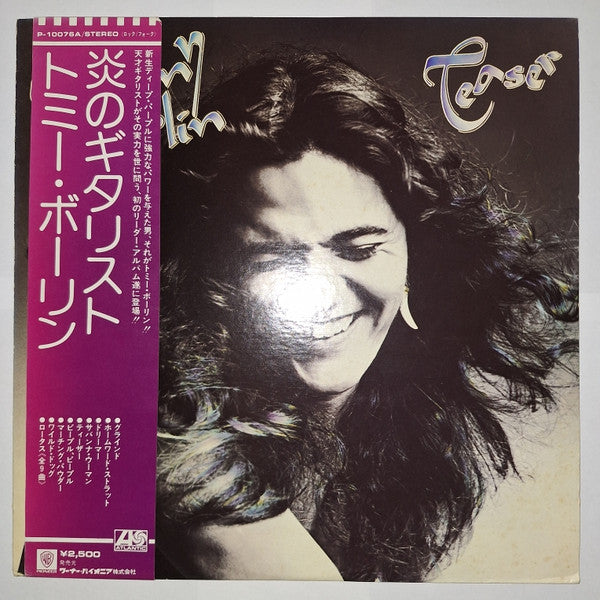 P-10076A/STEREO (ロック/フォーク)
炎のギタリスト
トミー・ボーリン
新生ディープ・パープルに強力なパワーを与えた男、それがトミー・ボーリン!!
天才ギタリストがその実力を世に問う、初のリーダー・アルバム遂に登場!!
●グラインド
●ホームワード・ストラット
●ドリーマー
●サバンナ・ウーマン
●ティーザー
●ピープル、ピープル
●マーチング・パウダー
●ワイルド・ドッグ
●ロータス〈全9曲〉
Teaser
ATLANTIC
¥2,500
発売元
ワーナー・パイオニア株式会社